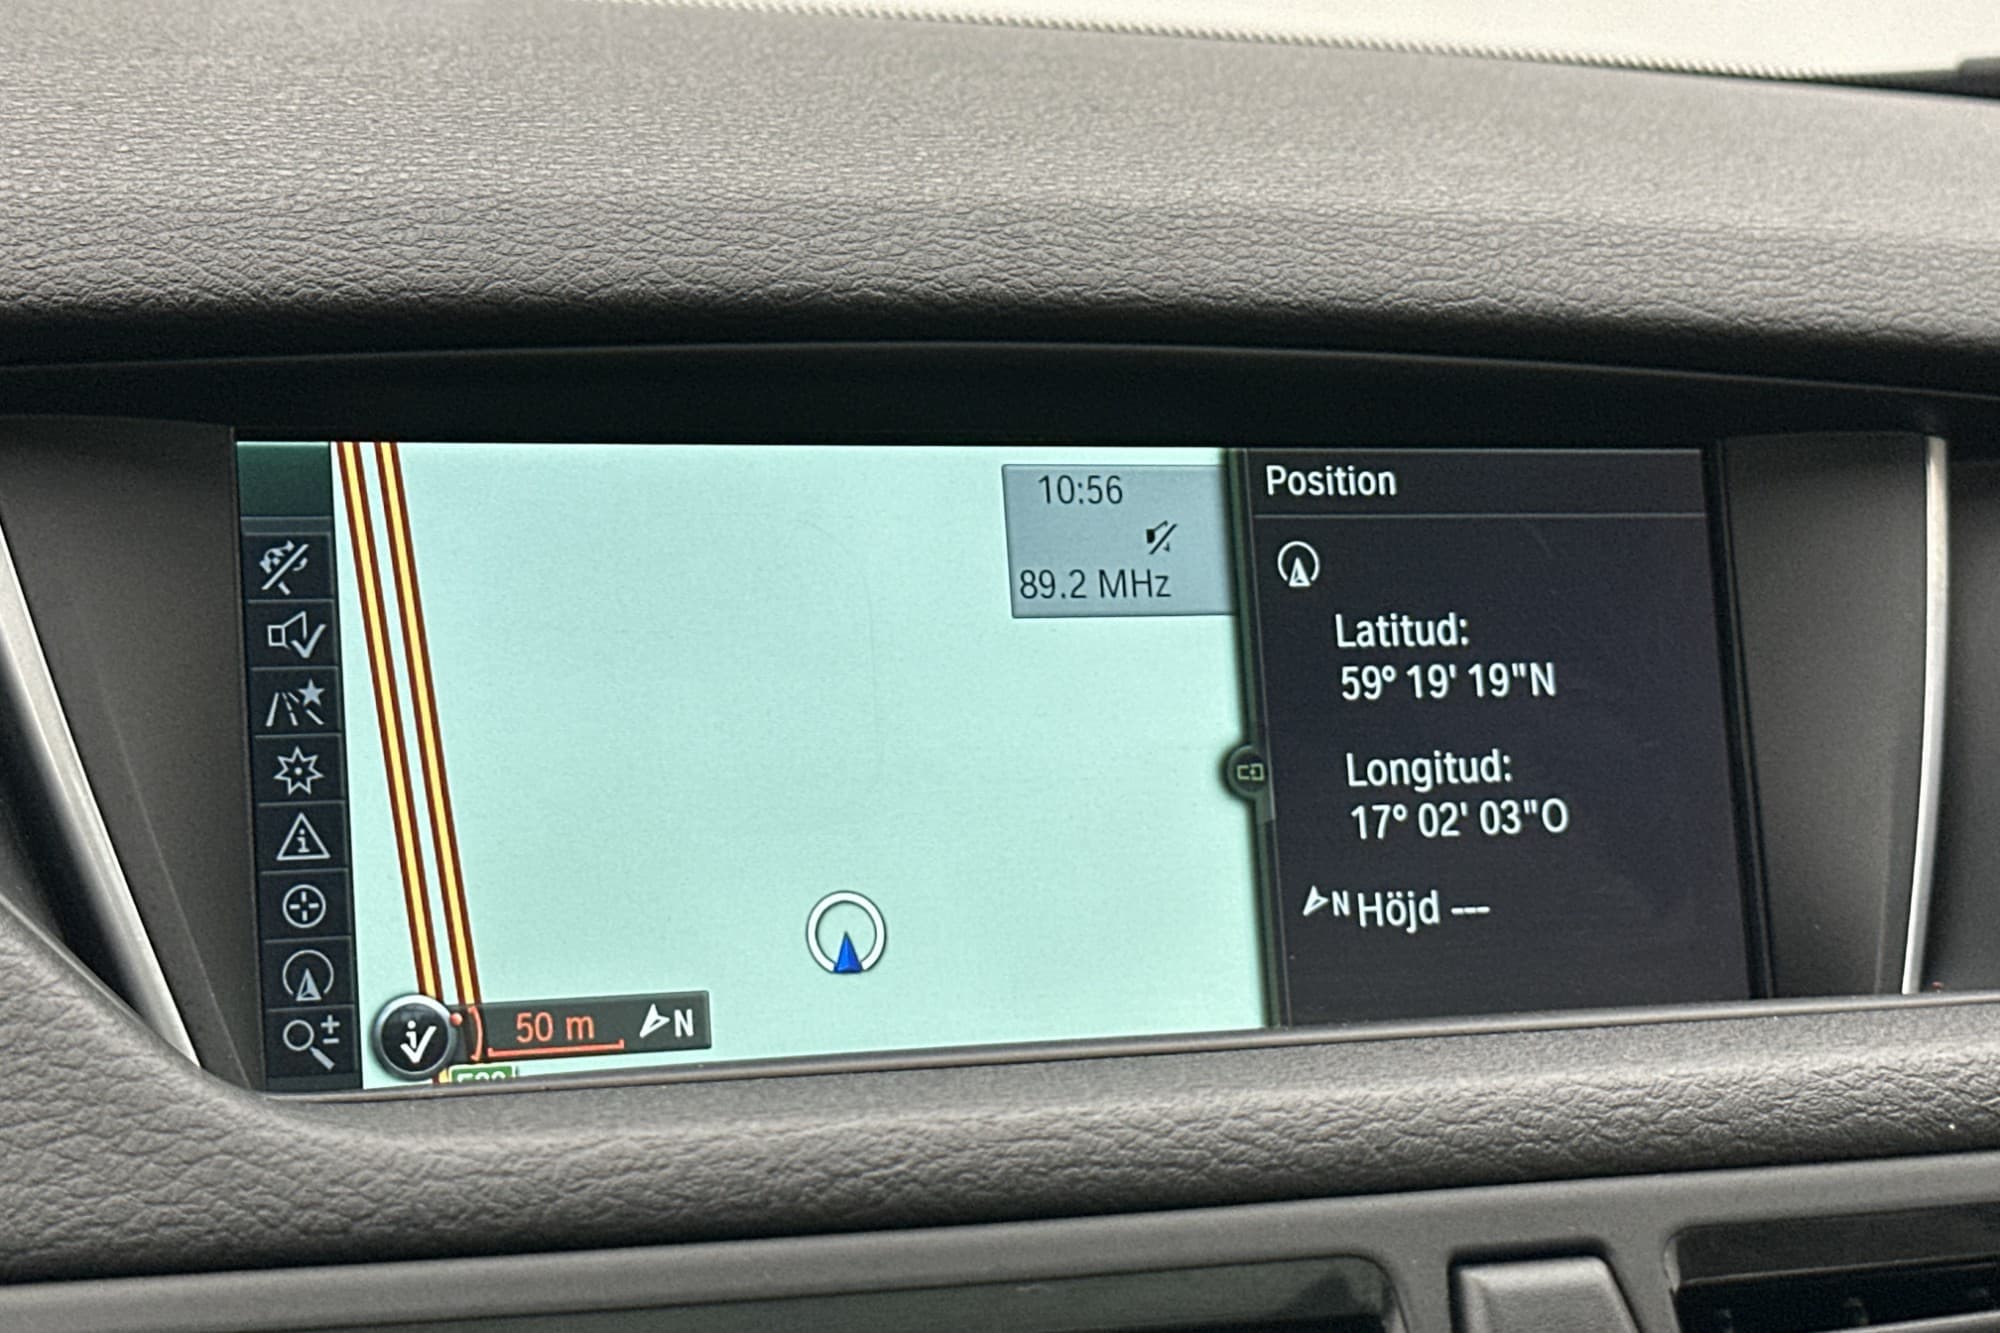 10:56
89.2 MHz
50 m
N
Position
Latitud:
59° 19' 19"N
Longitud:
17° 02' 03"O
N Höjd ---